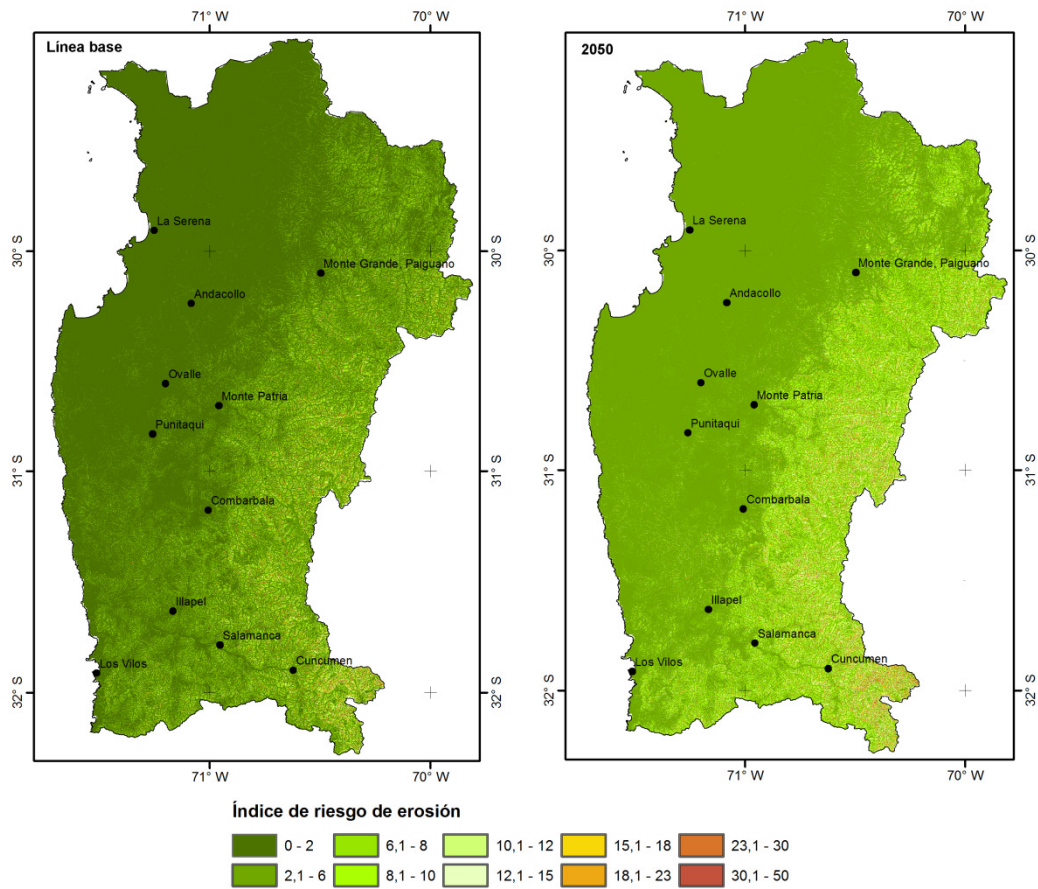 71° W
70° W
71° W
70° W
Línea base
2050
La Serena
Monte Grande, Paiguano
Andacollo
Ovalle
Monte Patria
Punitaqui
Combarbala
Illapel
Salamanca
Los Vilos
Cuncumen
La Serena
Monte Grande, Paiguano
Andacollo
Ovalle
Monte Patria
Punitaqui
Combarbala
Illapel
Salamanca
Los Vilos
Cuncumen
30° S
31° S
32° S
30° S
31° S
32° S
30° S
31° S
32° S
30° S
31° S
32° S
71° W
70° W
71° W
70° W
Índice de riesgo de erosión
0 - 2
6,1 - 8
10,1 - 12
15,1 - 18
23,1 - 30
2,1 - 6
8,1 - 10
12,1 - 15
18,1 - 23
30,1 - 50